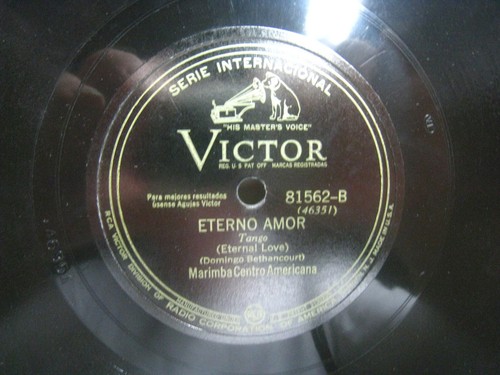 SERIE INTERNACIONAL
"HIS MASTER'S VOICE"
VICTOR
REG. U S PAT OFF MARCAS REGISTRADAS
Para mejores resultados
úsense Agujas Victor
81562-B
(46351)
ETERNO AMOR
Tango
(Eternal Love)
(Domingo Bethancourt)
Marimba Centro Americana
RCA VICTOR DIVISION OF RADIO CORPORATION OF AMERICA
RCA